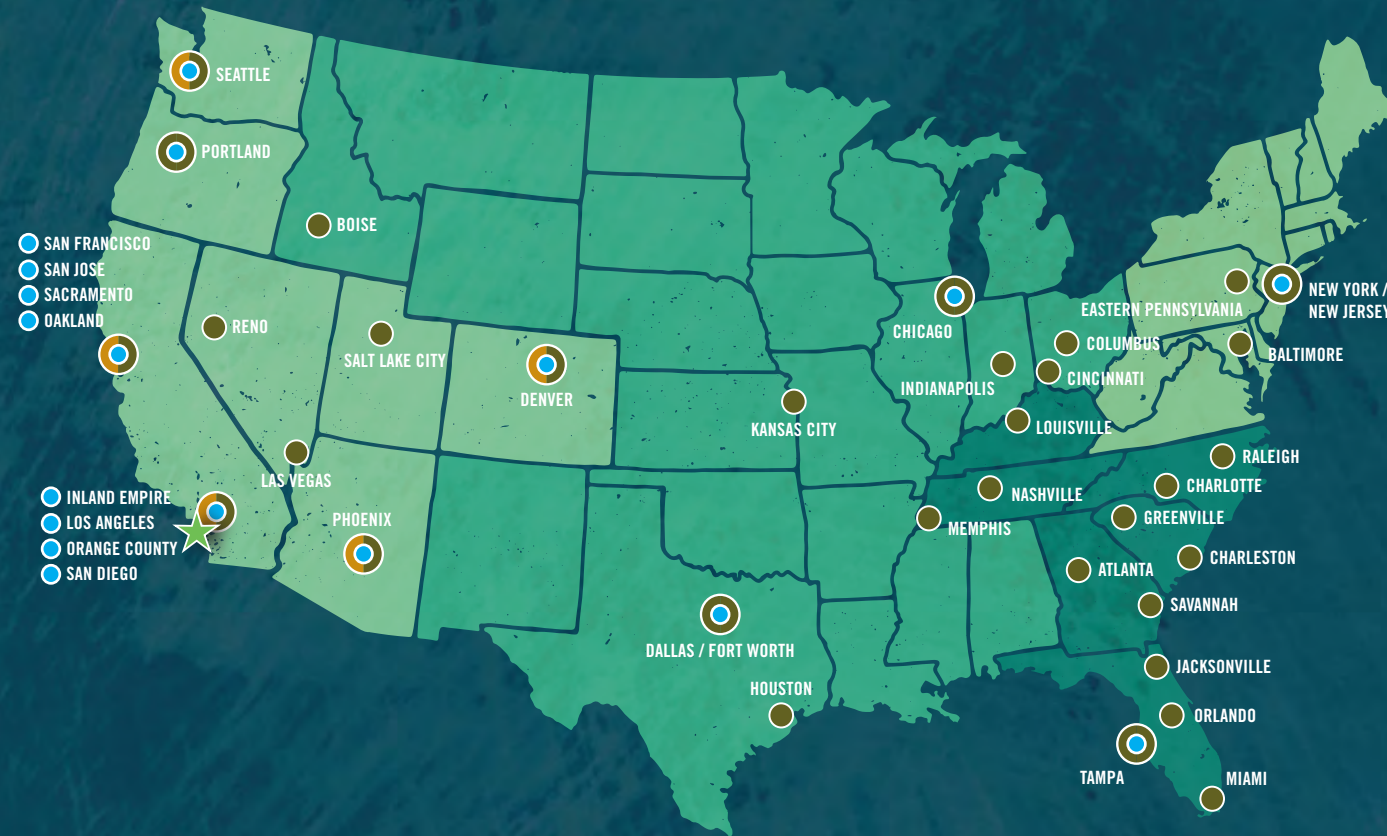 SEATTLE
PORTLAND
BOISE
SAN FRANCISCO
SAN JOSE
SACRAMENTO
OAKLAND
RENO
SALT LAKE CITY
DENVER
LAS VEGAS
INLAND EMPIRE
LOS ANGELES
ORANGE COUNTY
SAN DIEGO
PHOENIX
KANSAS CITY
DALLAS / FORT WORTH
HOUSTON
CHICAGO
INDIANAPOLIS
COLUMBUS
CINCINNATI
LOUISVILLE
EASTERN PENNSYLVANIA
NEW YORK /
NEW JERSEY
BALTIMORE
NASHVILLE
MEMPHIS
RALEIGH
CHARLOTTE
GREENVILLE
CHARLESTON
ATLANTA
SAVANNAH
JACKSONVILLE
ORLANDO
TAMPA
MIAMI